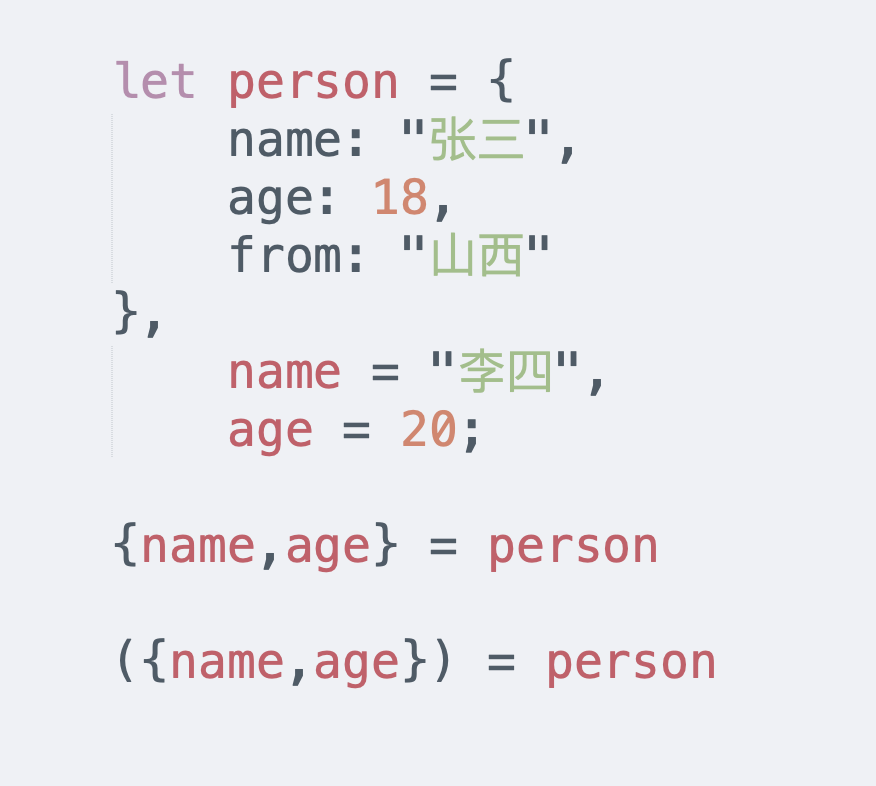 let person = {
    name: "张三",
    age: 18,
    from: "山西"
},
    name = "李四",
    age = 20;
{name,age} = person
({name,age}) = person